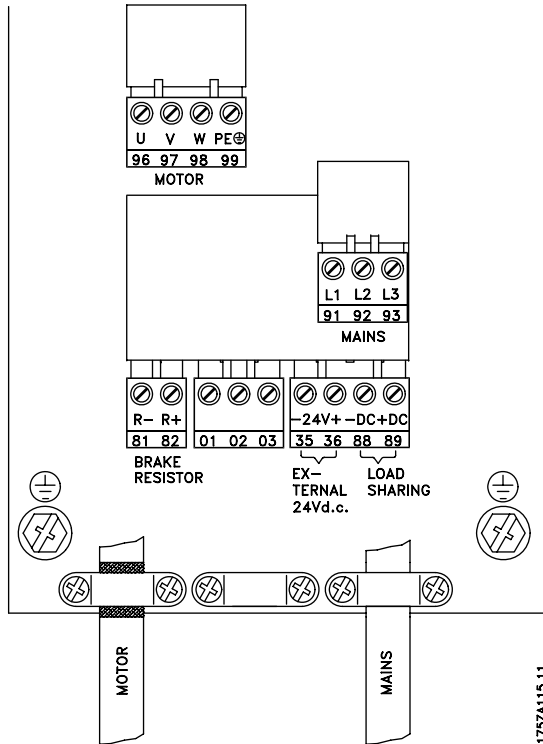 U V W PE
96 97 98 99
MOTOR
L1 L2 L3
91 92 93
MAINS
R- R+
81 82
01 02 03
-24V+ -DC+DC
35 36 88 89
BRAKE
RESISTOR
EX-
TERNAL
24Vd.c.
LOAD
SHARING
MOTOR
MAINS
175ZA115.11